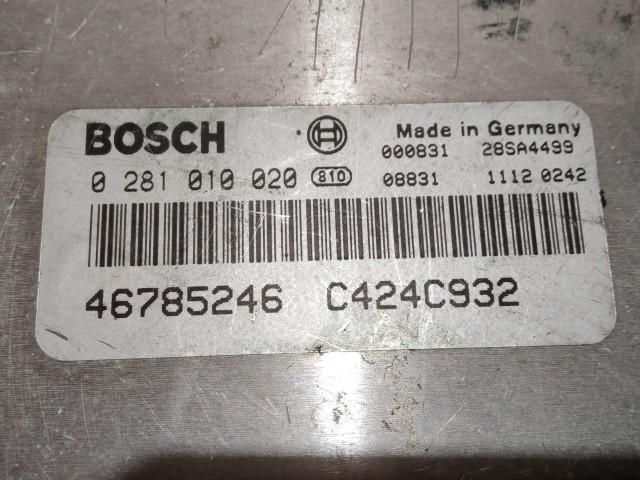 BOSCH Made in Germany
000831 28SA4499
0 281 010 020 810 08831 1112 0242
46785246 C424C932